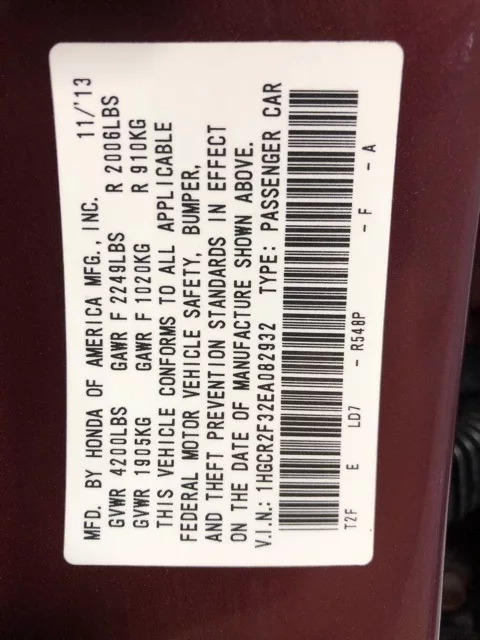 MFD. BY HONDA OF AMERICA MFG., INC. 11/'13
GVWR 4200LBS GAWR F 2249LBS R 2006LBS
GVWR 1905KG GAWR F 1020KG R 910KG
THIS VEHICLE CONFORMS TO ALL APPLICABLE
FEDERAL MOTOR VEHICLE SAFETY, BUMPER,
AND THEFT PREVENTION STANDARDS IN EFFECT
ON THE DATE OF MANUFACTURE SHOWN ABOVE.
V.I.N.: 1HGCR2F32EA082932 TYPE: PASSENGER CAR
T2F E LD7 - R548P - F - A